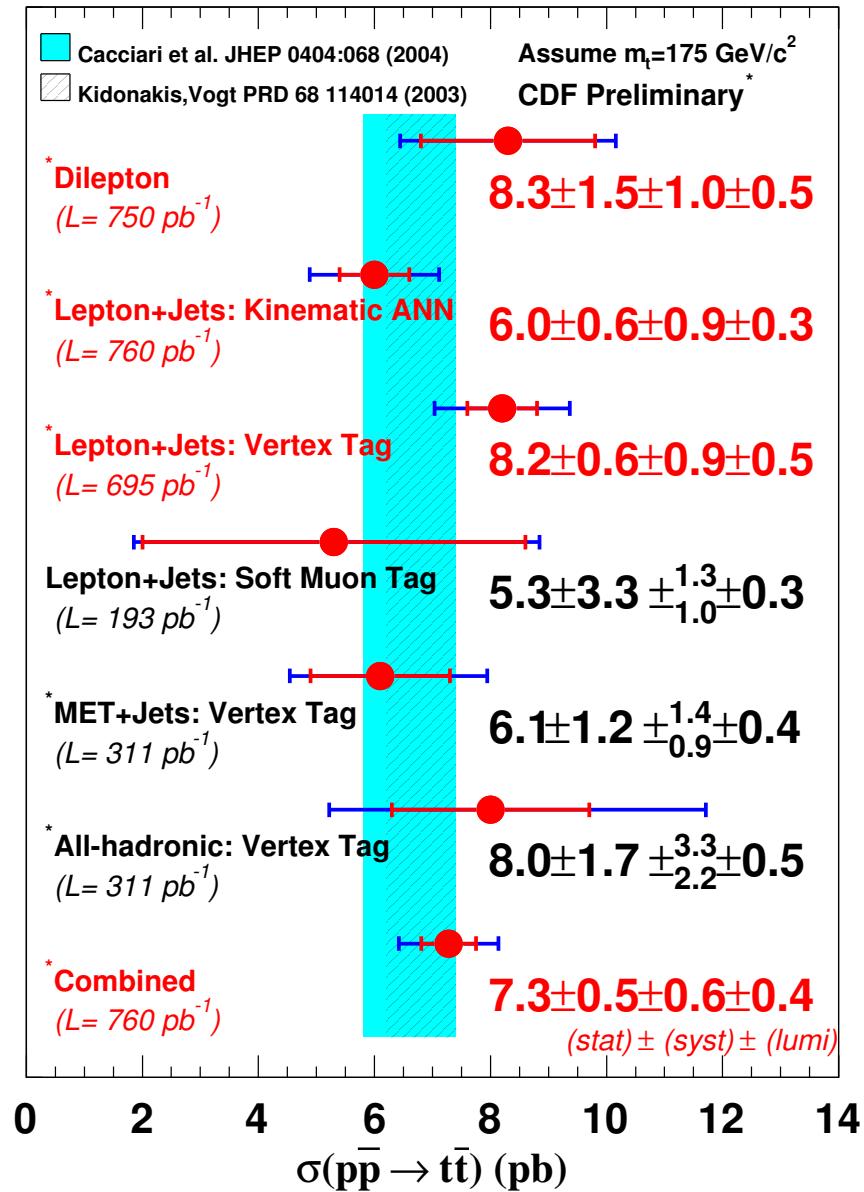 Cacciari et al. JHEP 0404:068 (2004)
Kidonakis,Vogt PRD 68 114014 (2003)
Assume mt=175 GeV/c²
CDF Preliminary*
*Dilepton
(L= 750 pb⁻¹)
8.3±1.5±1.0±0.5
*Lepton+Jets: Kinematic ANN
(L= 760 pb⁻¹)
6.0±0.6±0.9±0.3
*Lepton+Jets: Vertex Tag
(L= 695 pb⁻¹)
8.2±0.6±0.9±0.5
Lepton+Jets: Soft Muon Tag
(L= 193 pb⁻¹)
5.3±3.3 ±1.3 1.0±0.3
*MET+Jets: Vertex Tag
(L= 311 pb⁻¹)
6.1±1.2 ±1.4 0.9±0.4
*All-hadronic: Vertex Tag
(L= 311 pb⁻¹)
8.0±1.7 ±3.3 2.2±0.5
*Combined
(L= 760 pb⁻¹)
7.3±0.5±0.6±0.4
(stat) ± (syst) ± (lumi)
0 2 4 6 8 10 12 14
σ(pp̄ → tt̄) (pb)